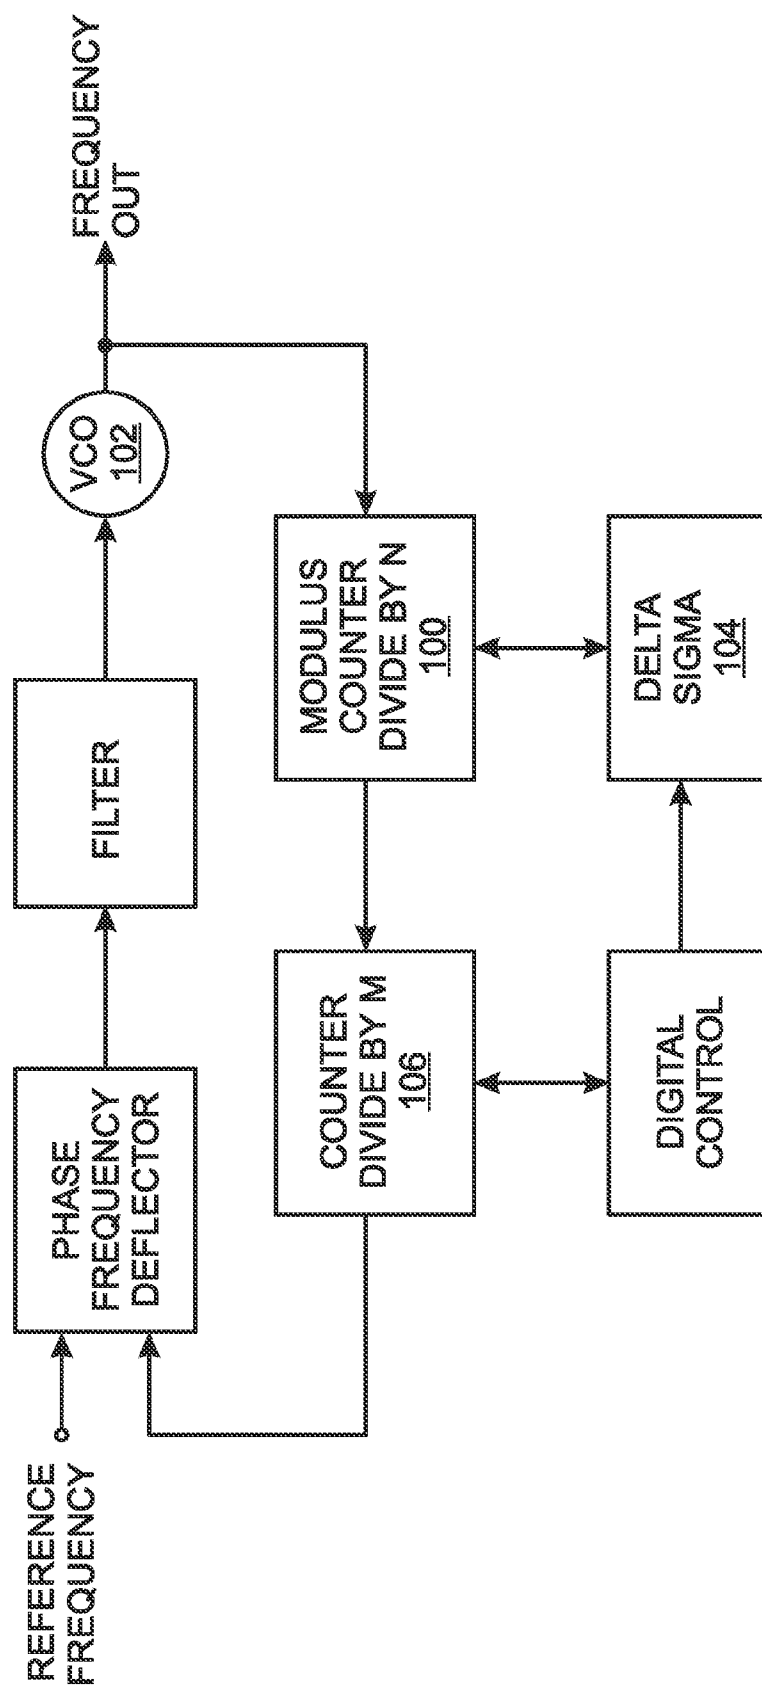 REFERENCE
FREQUENCY
PHASE
FREQUENCY
DEFLECTOR
FILTER
VCO
102
FREQUENCY
OUT
COUNTER
DIVIDE BY M
106
MODULUS
COUNTER
DIVIDE BY N
100
DIGITAL
CONTROL
DELTA
SIGMA
104